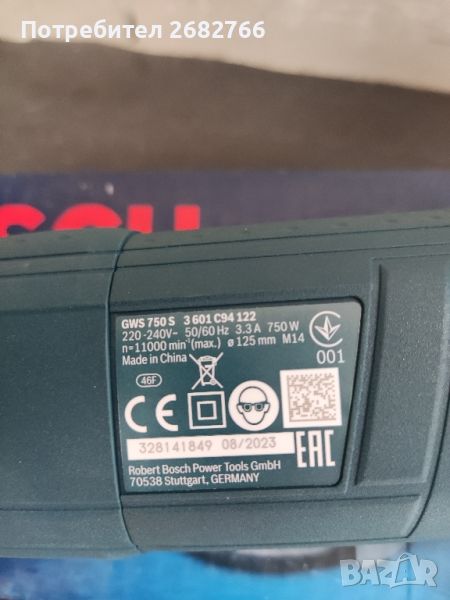 Потребител 2682766
BOSCH
GWS 750 S 3 601 C94 122
220-240V~ 50/60 Hz 3.3 A 750 W
n=11000 min⁻¹(max.) ø 125 mm M14
Made in China
001
46F
CE
328141849 08/2023
EAC
Robert Bosch Power Tools GmbH
70538 Stuttgart, GERMANY
BAZAR